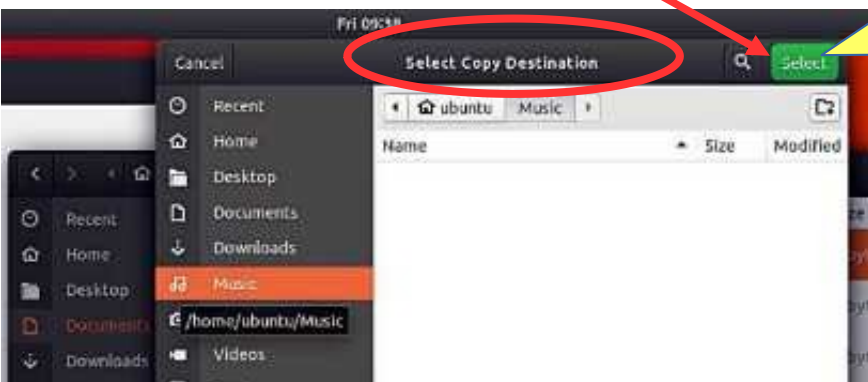 Fri 09:38
Cancel
Select Copy Destination
Select
Recent
Home
Desktop
Documents
Downloads
Music
/home/ubuntu/Music
Videos
ubuntu Music
Name Size Modified
Recent
Home
Desktop
Documents
Downloads